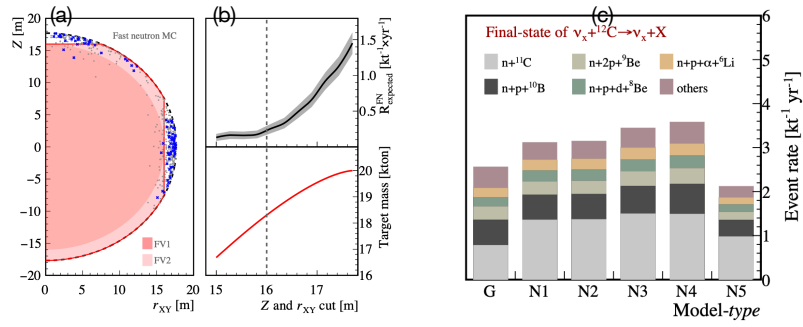 (a)
Fast neutron MC
Z [m]
20
15
10
5
0
−5
−10
−15
−20
FV1
FV2
0 5 10 15 20
r_XY [m]
(b)
R^FN_expected [kt⁻¹×yr⁻¹]
1.5
1.0
0.5
Target mass [kton]
20
19
18
17
16
15 16 17
Z and r_XY cut [m]
(c)
Final-state of ν_x+¹²C→ν_x+X
n+¹¹C n+2p+⁹Be n+p+α+⁶Li
n+p+¹⁰B n+p+d+⁸Be others
Event rate [kt⁻¹ yr⁻¹]
6
5
4
3
2
1
0
G N1 N2 N3 N4 N5
Model-type